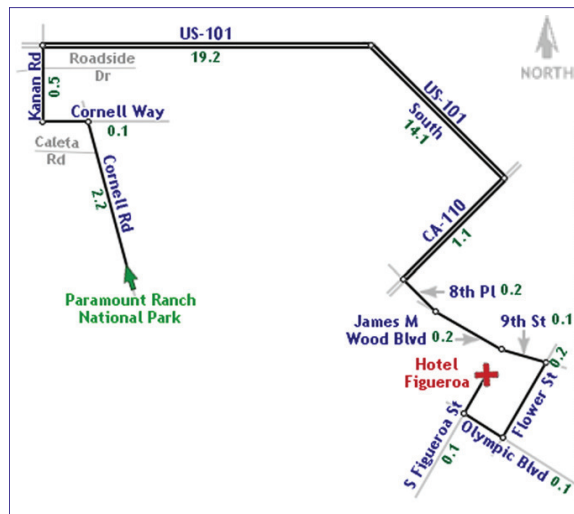 US-101
19.2
NORTH
Roadside
Dr
Kanan Rd
0.5
Cornell Way
0.1
Caleta
Rd
Cornell Rd
2.2
US-101
South
14.1
CA-110
1.1
Paramount Ranch
National Park
8th Pl 0.2
James M
Wood Blvd 0.2
9th St 0.1
0.2
Hotel
Figueroa
Flower St
S Figueroa St
0.1
Olympic Blvd
0.1